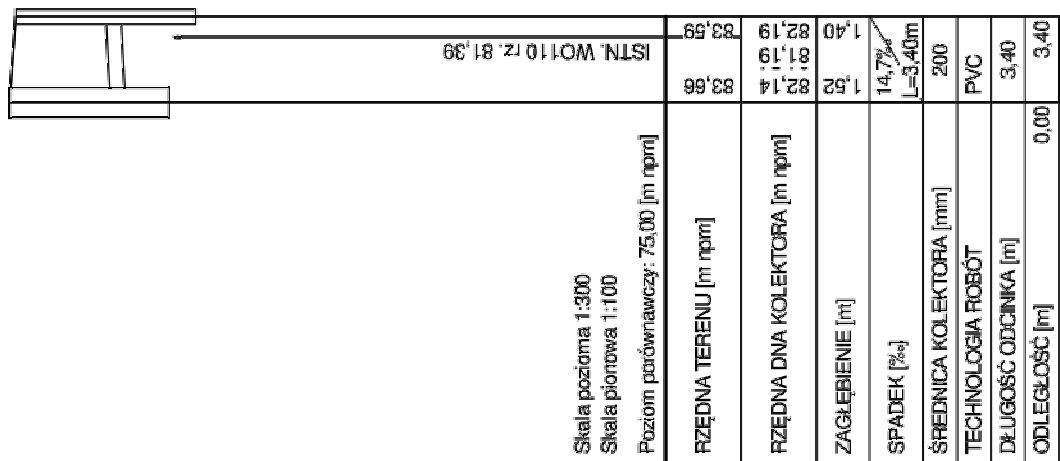 ISTN. WO110 rz. 81,39
Skala pozioma 1:300
Skala pionowa 1:100
Poziom porównawczy: 75,00 [m npm]
RZĘDNA TERENU [m npm] 83,66 83,59
RZĘDNA DNA KOLEKTORA [m npm] 82,14 81,19 82,19
ZAGŁĘBIENIE [m] 1,52 1,40
SPADEK [‰] 14,7‰ L=3,40m
ŚREDNICA KOLEKTORA [mm] 200
TECHNOLOGIA ROBÓT PVC
DŁUGOŚĆ ODCINKA [m] 3,40
ODLEGŁOŚĆ [m] 0,00 3,40